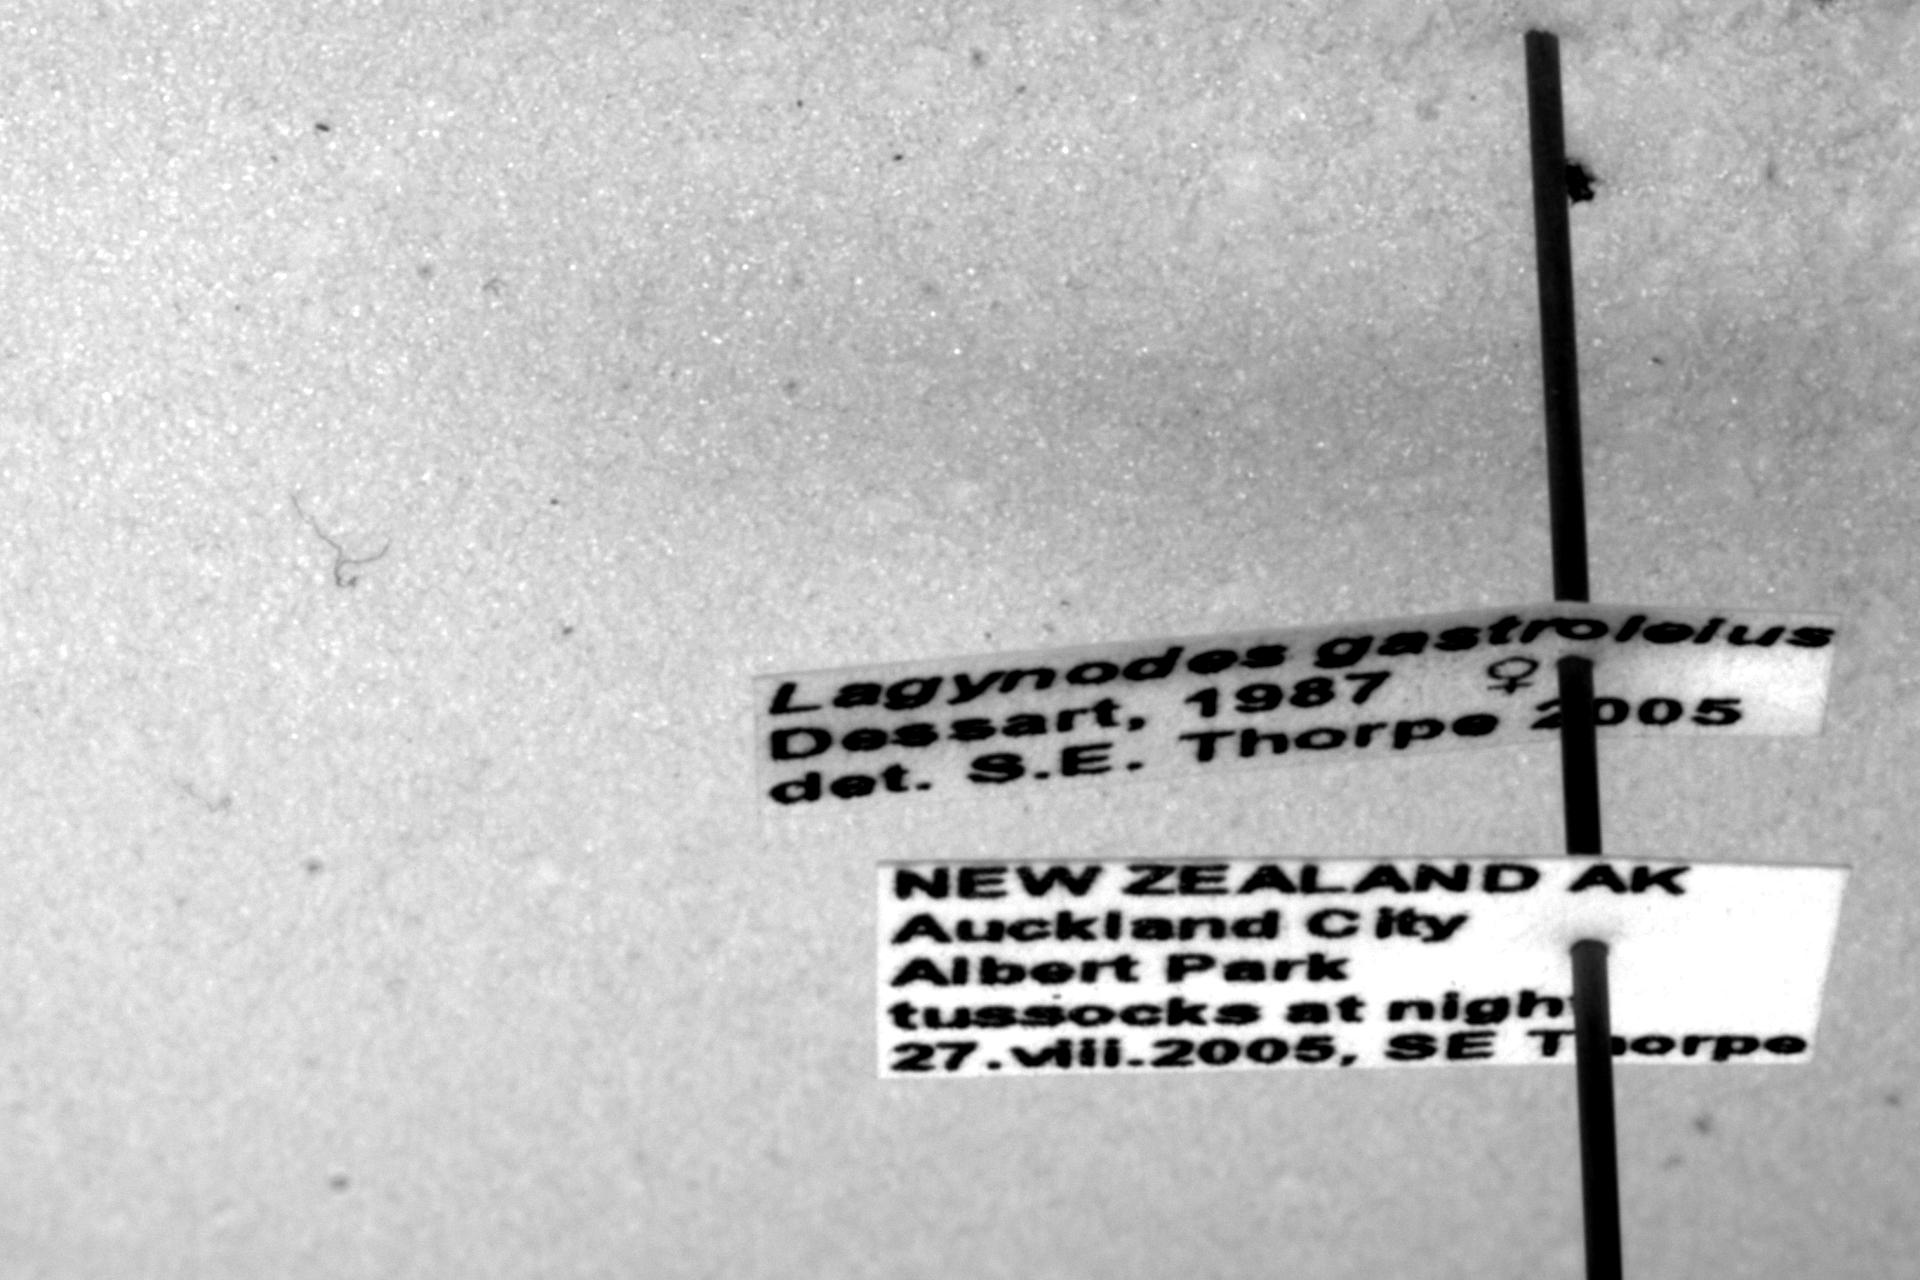 Lagynodes gastroleius
Dessart, 1987 ♀
det. S.E. Thorpe 2005
NEW ZEALAND AK
Auckland City
Albert Park
tussocks at night
27.viii.2005, SE Thorpe